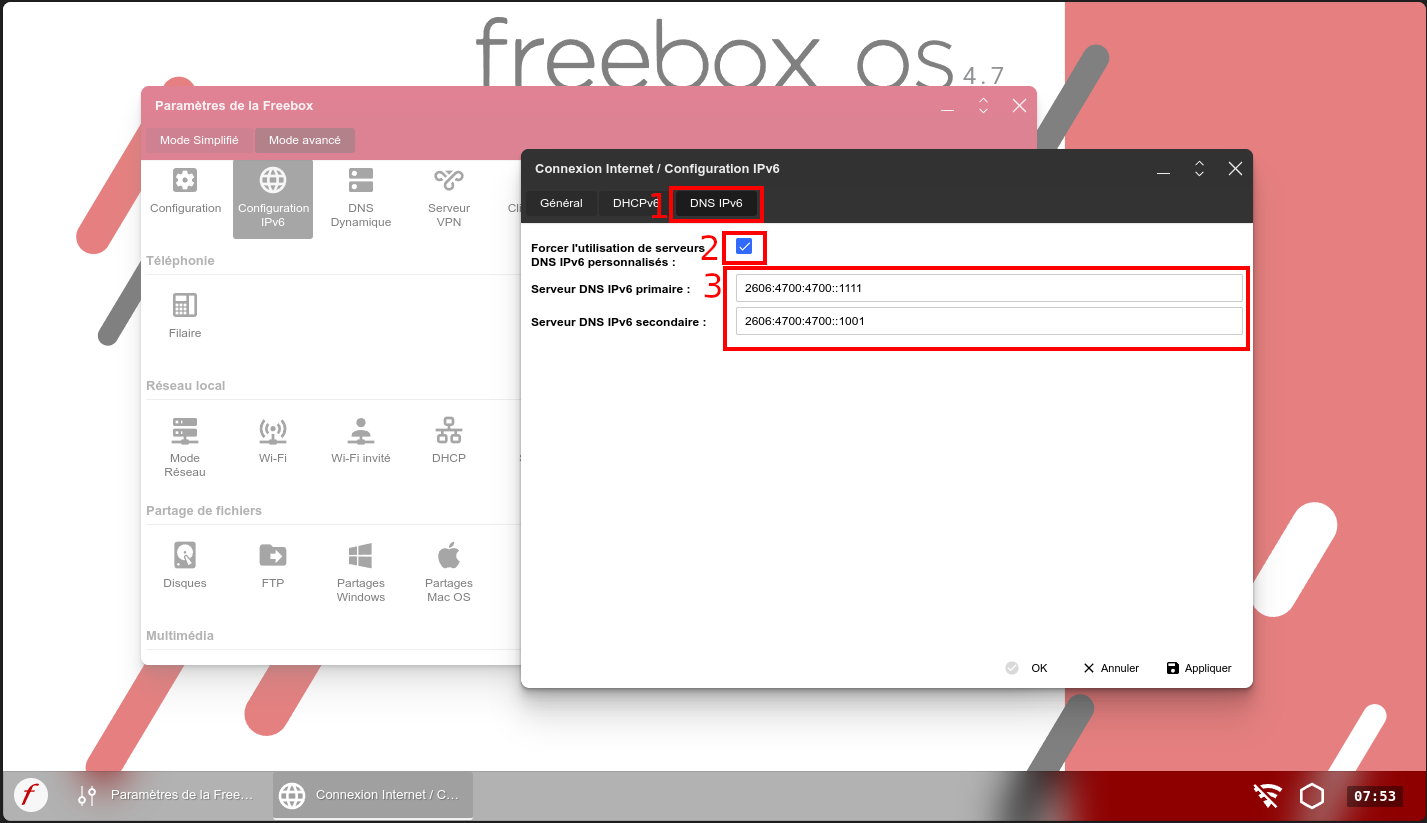 freebox os 4.7
Paramètres de la Freebox
Mode Simplifié
Mode avancé
Configuration
Configuration
IPv6
DNS
Dynamique
Serveur
VPN
Téléphonie
Filaire
Réseau local
Mode
Réseau
Wi-Fi
Wi-Fi invité
DHCP
Partage de fichiers
Disques
FTP
Partages
Windows
Partages
Mac OS
Multimédia
Connexion Internet / Configuration IPv6
Général
DHCPv6
1
DNS IPv6
Forcer l'utilisation de serveurs
DNS IPv6 personnalisés :
2
Serveur DNS IPv6 primaire :
3
2606:4700:4700::1111
Serveur DNS IPv6 secondaire :
2606:4700:4700::1001
OK
Annuler
Appliquer
f
Paramètres de la Free...
Connexion Internet / C...
07:53